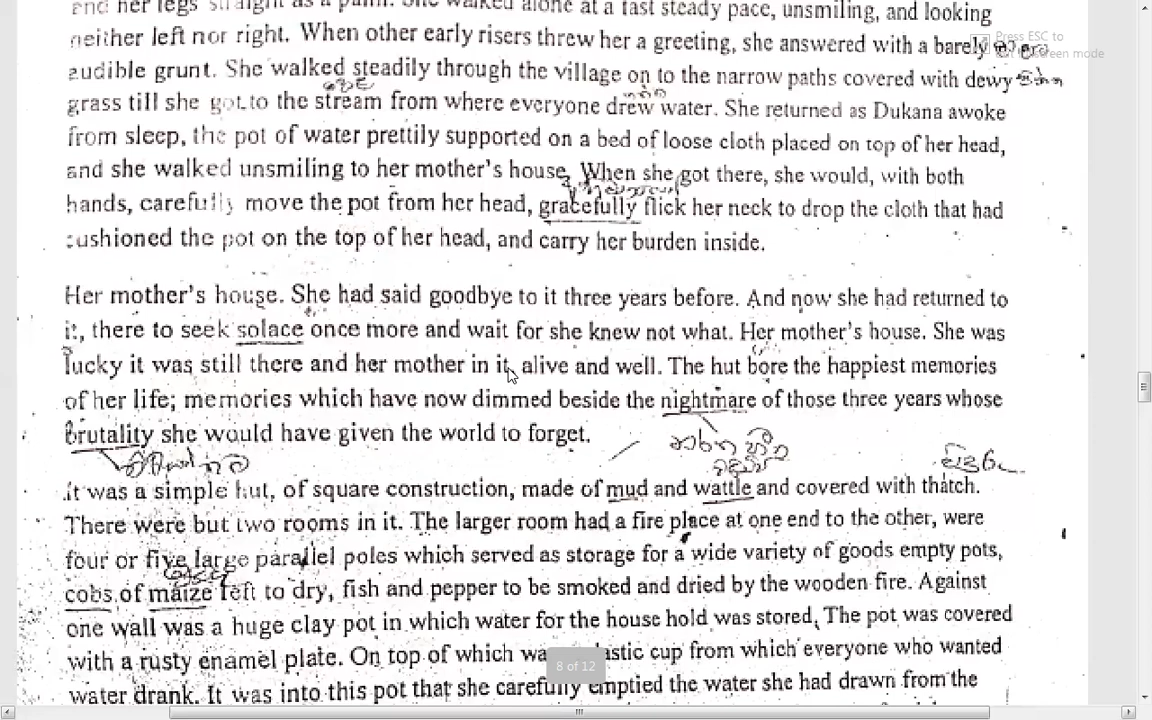 end her legs straight as a palm. She walked alone at a fast steady pace, unsmiling, and looking
neither left nor right. When other early risers threw her a greeting, she answered with a barely
Press ESC to
screen mode
audible grunt. She walked steadily through the village on to the narrow paths covered with dewy
grass till she got to the stream from where everyone drew water. She returned as Dukana awoke
from sleep, the pot of water prettily supported on a bed of loose cloth placed on top of her head,
and she walked unsmiling to her mother's house. When she got there, she would, with both
hands, carefully move the pot from her head, gracefully flick her neck to drop the cloth that had
cushioned the pot on the top of her head, and carry her burden inside.
Her mother's house. She had said goodbye to it three years before. And now she had returned to
it, there to seek solace once more and wait for she knew not what. Her mother's house. She was
lucky it was still there and her mother in it, alive and well. The hut bore the happiest memories
of her life; memories which have now dimmed beside the nightmare of those three years whose
brutality she would have given the world to forget.
It was a simple hut, of square construction, made of mud and wattle and covered with thatch.
There were but two rooms in it. The larger room had a fire place at one end to the other, were
four or five large parallel poles which served as storage for a wide variety of goods empty pots,
cobs of maize left to dry, fish and pepper to be smoked and dried by the wooden fire. Against
one wall was a huge clay pot in which water for the house hold was stored. The pot was covered
with a rusty enamel plate. On top of which wa lastic cup from which everyone who wanted
8 of 12
water drank. It was into this pot that she carefully emptied the water she had drawn from the